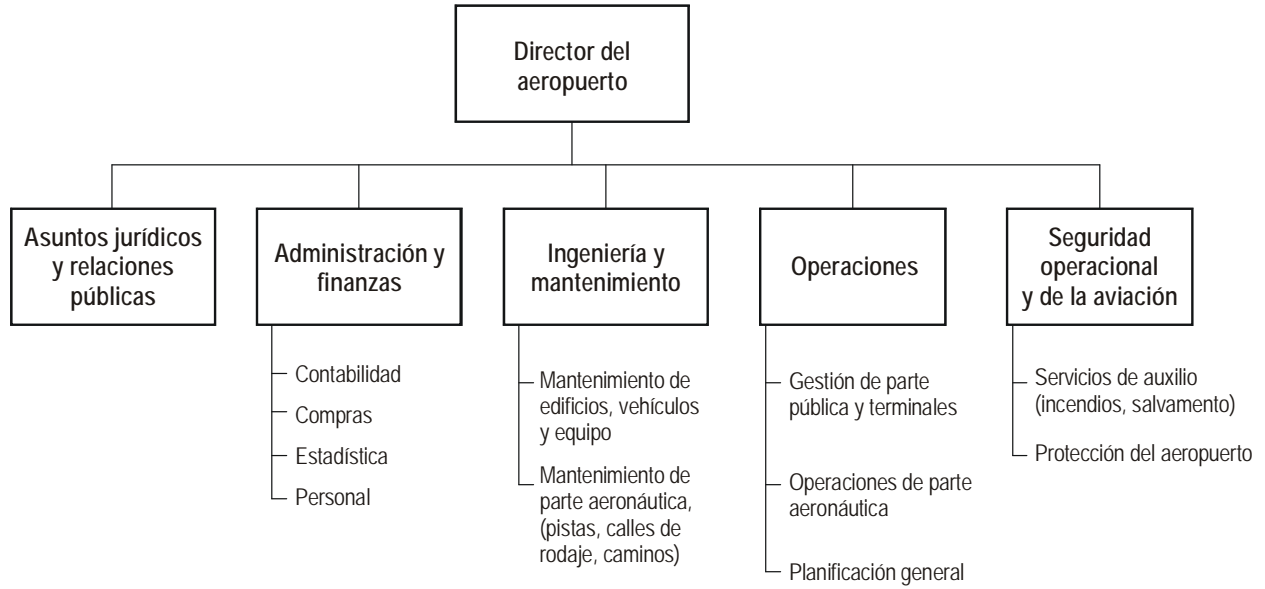 Director del
aeropuerto
Asuntos jurídicos
y relaciones
públicas
Administración y
finanzas
Ingeniería y
mantenimiento
Operaciones
Seguridad
operacional
y de la aviación
Contabilidad
Compras
Estadística
Personal
Mantenimiento de
edificios, vehículos
y equipo
Mantenimiento de
parte aeronáutica,
(pistas, calles de
rodaje, caminos)
Gestión de parte
pública y terminales
Operaciones de parte
aeronáutica
Planificación general
Servicios de auxilio
(incendios, salvamento)
Protección del aeropuerto